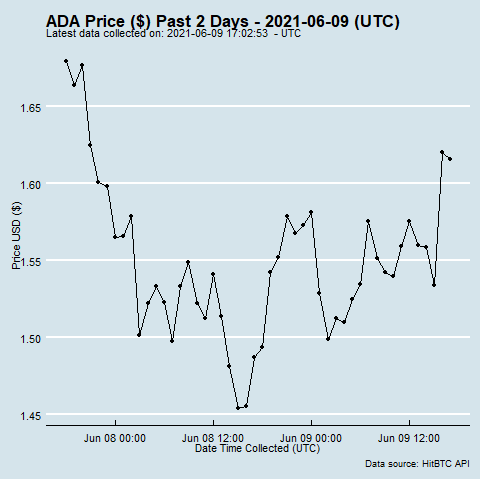 ADA Price ($) Past 2 Days - 2021-06-09 (UTC)
Latest data collected on: 2021-06-09 17:02:53 - UTC
1.65
1.60
1.55
1.50
1.45
Price USD ($)
Jun 08 00:00 Jun 08 12:00 Jun 09 00:00 Jun 09 12:00
Date Time Collected (UTC)
Data source: HitBTC API